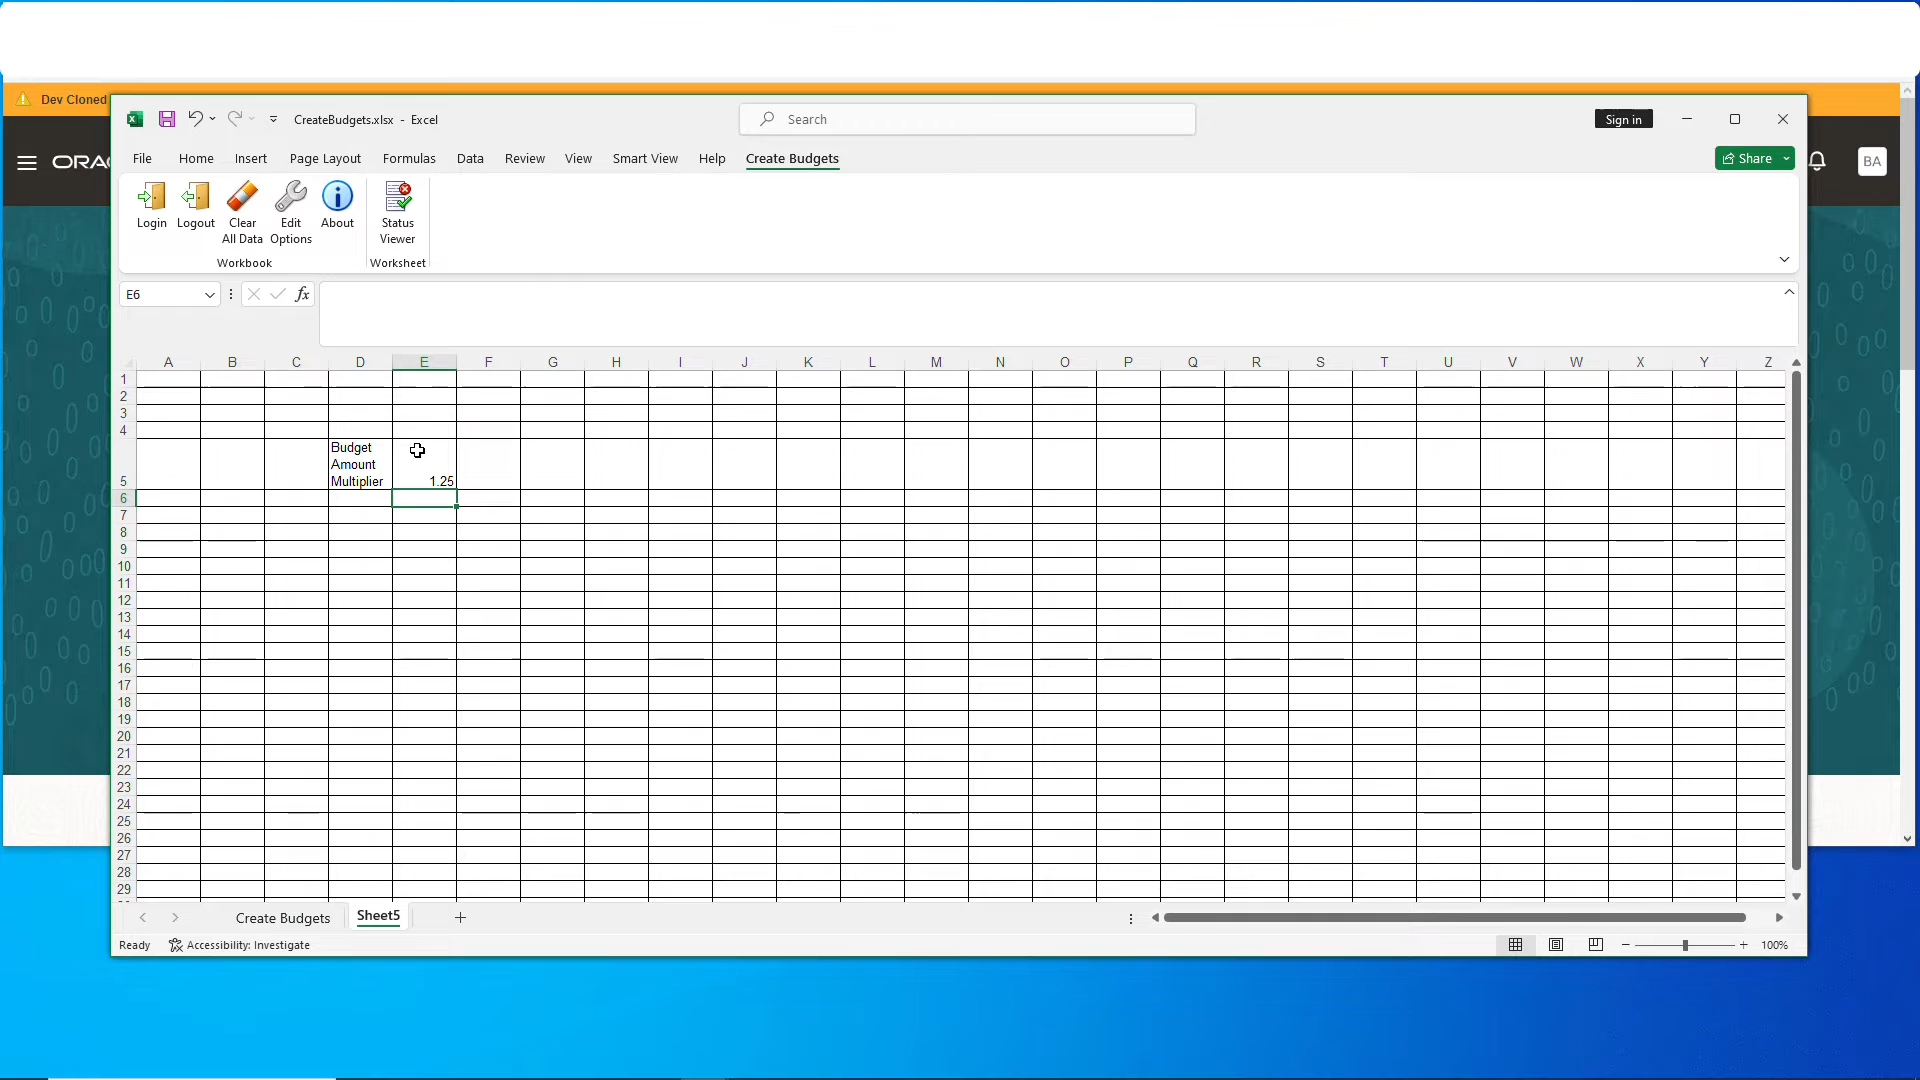 Dev Cloned
CreateBudgets.xlsx - Excel
Search
Sign in
ORAC
BA
File Home Insert Page Layout Formulas Data Review View Smart View Help Create Budgets
Share
Login Logout Clear All Data Edit Options About Status Viewer
Workbook Worksheet
E6
fx
A B C D E F G H I J K L M N O P Q R S T U V W X Y Z
1
2
3
4
Budget
Amount
5 Multiplier 1.25
6
7
8
9
10
11
12
13
14
15
16
17
18
19
20
21
22
23
24
25
26
27
28
29
Create Budgets Sheet5
Ready Accessibility: Investigate 100%